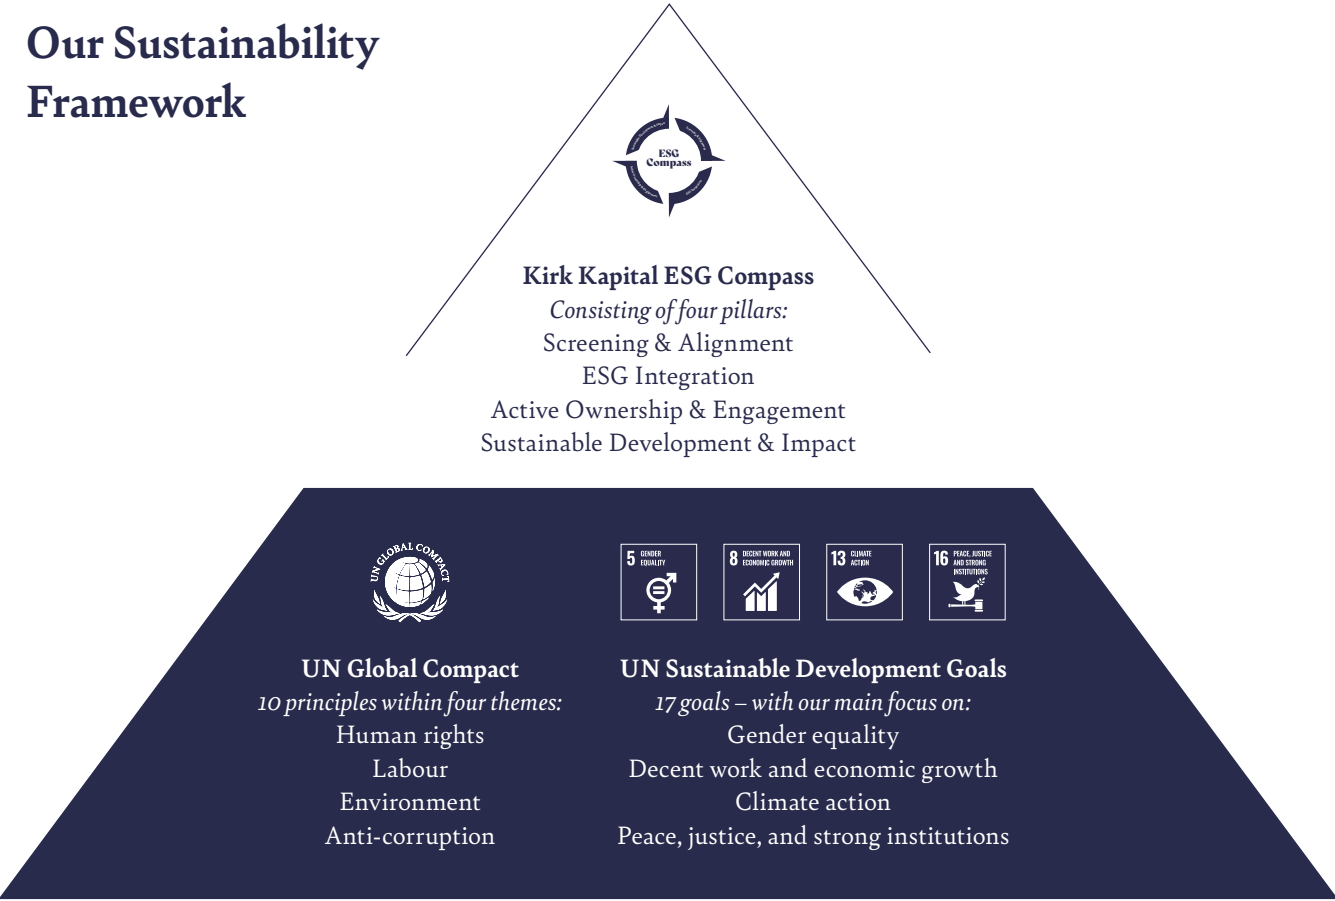 Our Sustainability
Framework
ESG
Compass
Kirk Kapital ESG Compass
Consisting of four pillars:
Screening & Alignment
ESG Integration
Active Ownership & Engagement
Sustainable Development & Impact
UN GLOBAL COMPACT
UN Global Compact
10 principles within four themes:
Human rights
Labour
Environment
Anti-corruption
5 GENDER
EQUALITY
8 DECENT WORK AND
ECONOMIC GROWTH
13 CLIMATE
ACTION
16 PEACE, JUSTICE
AND STRONG
INSTITUTIONS
UN Sustainable Development Goals
17 goals – with our main focus on:
Gender equality
Decent work and economic growth
Climate action
Peace, justice, and strong institutions